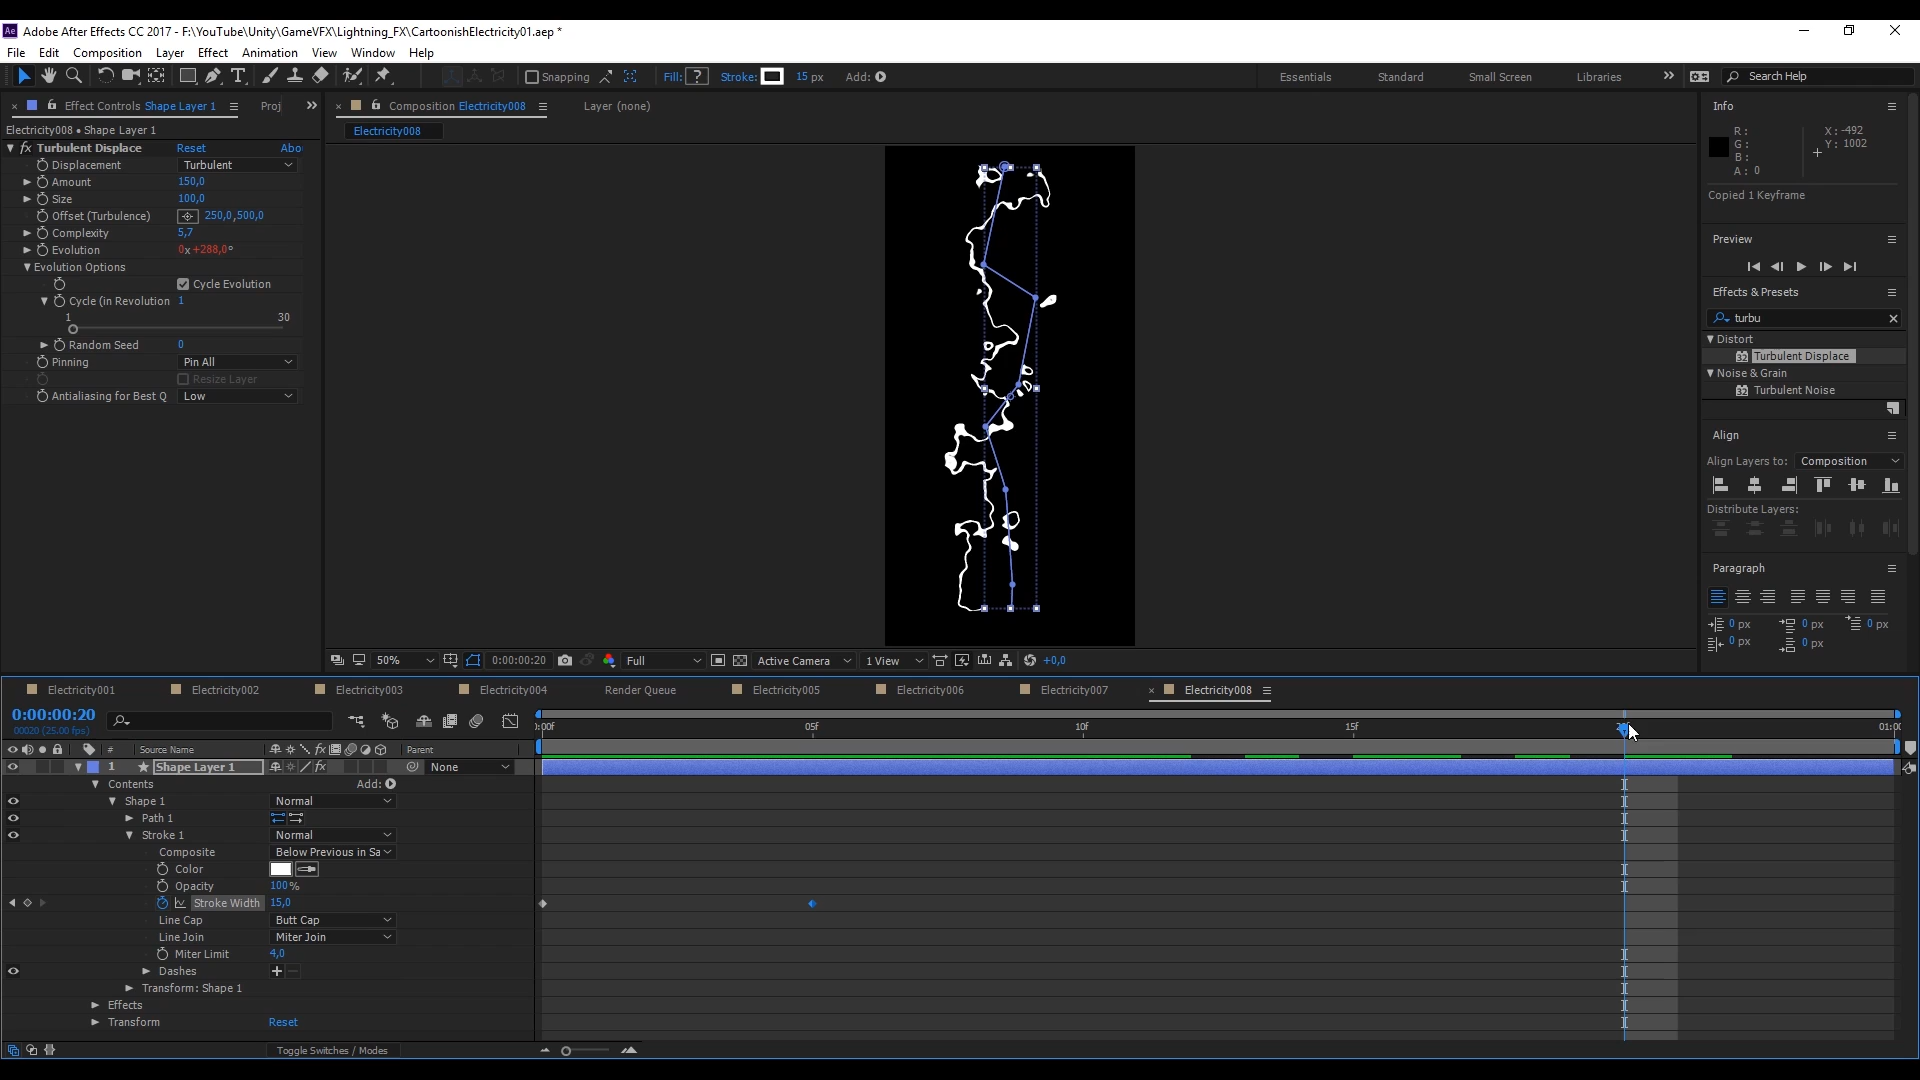 Ae Adobe After Effects CC 2017 - F:\YouTube\Unity\GameVFX\Lightning_FX\CartoonishElectricity01.aep *
File Edit Composition Layer Effect Animation View Window Help
Snapping Fill: ? Stroke: 15 px Add: Essentials Standard Small Screen Libraries Search Help
Effect Controls Shape Layer 1 Proj
Composition Electricity008 Layer (none)
Electricity008 • Shape Layer 1
Electricity008
fx Turbulent Displace Reset Abo
Displacement Turbulent
Amount 150,0
Size 100,0
Offset (Turbulence) 250,0,500,0
Complexity 5,7
Evolution 0x+288,0°
Evolution Options
Cycle Evolution
Cycle (in Revolution 1
1 30
Random Seed 0
Pinning Pin All
Resize Layer
Antialiasing for Best Q Low
50% 0:00:00:20 Full Active Camera 1 View +0,0
Info
R: X: -492
G: Y: 1002
B:
A: 0
Copied 1 Keyframe
Preview
Effects & Presets
turbu
Distort
32 Turbulent Displace
Noise & Grain
32 Turbulent Noise
Align
Align Layers to: Composition
Distribute Layers:
Paragraph
0 px 0 px 0 px
0 px 0 px
Electricity001 Electricity002 Electricity003 Electricity004 Render Queue Electricity005 Electricity006 Electricity007 Electricity008
0:00:00:20
00020 (25.00 fps)
:00f 05f 10f 15f 01:00
# Source Name fx Parent
1 Shape Layer 1 fx None
Contents Add:
Shape 1 Normal
Path 1
Stroke 1 Normal
Composite Below Previous in Sa
Color
Opacity 100%
Stroke Width 15,0
Line Cap Butt Cap
Line Join Miter Join
Miter Limit 4,0
Dashes + −
Transform: Shape 1
Effects
Transform Reset
Toggle Switches / Modes